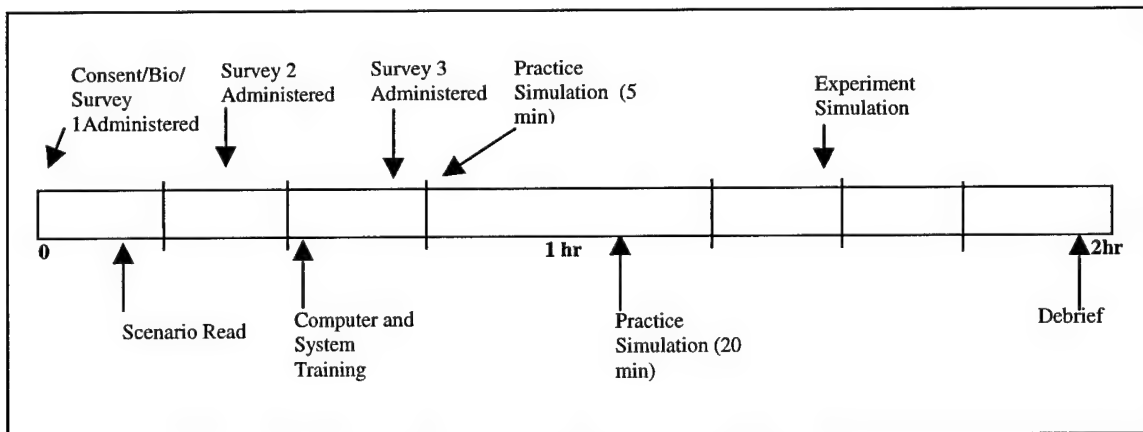 Consent/Bio/
Survey
1Administered
Survey 2
Administered
Survey 3
Administered
Practice
Simulation (5
min)
Experiment
Simulation
0
1 hr
2hr
Scenario Read
Computer and
System
Training
Practice
Simulation (20
min)
Debrief